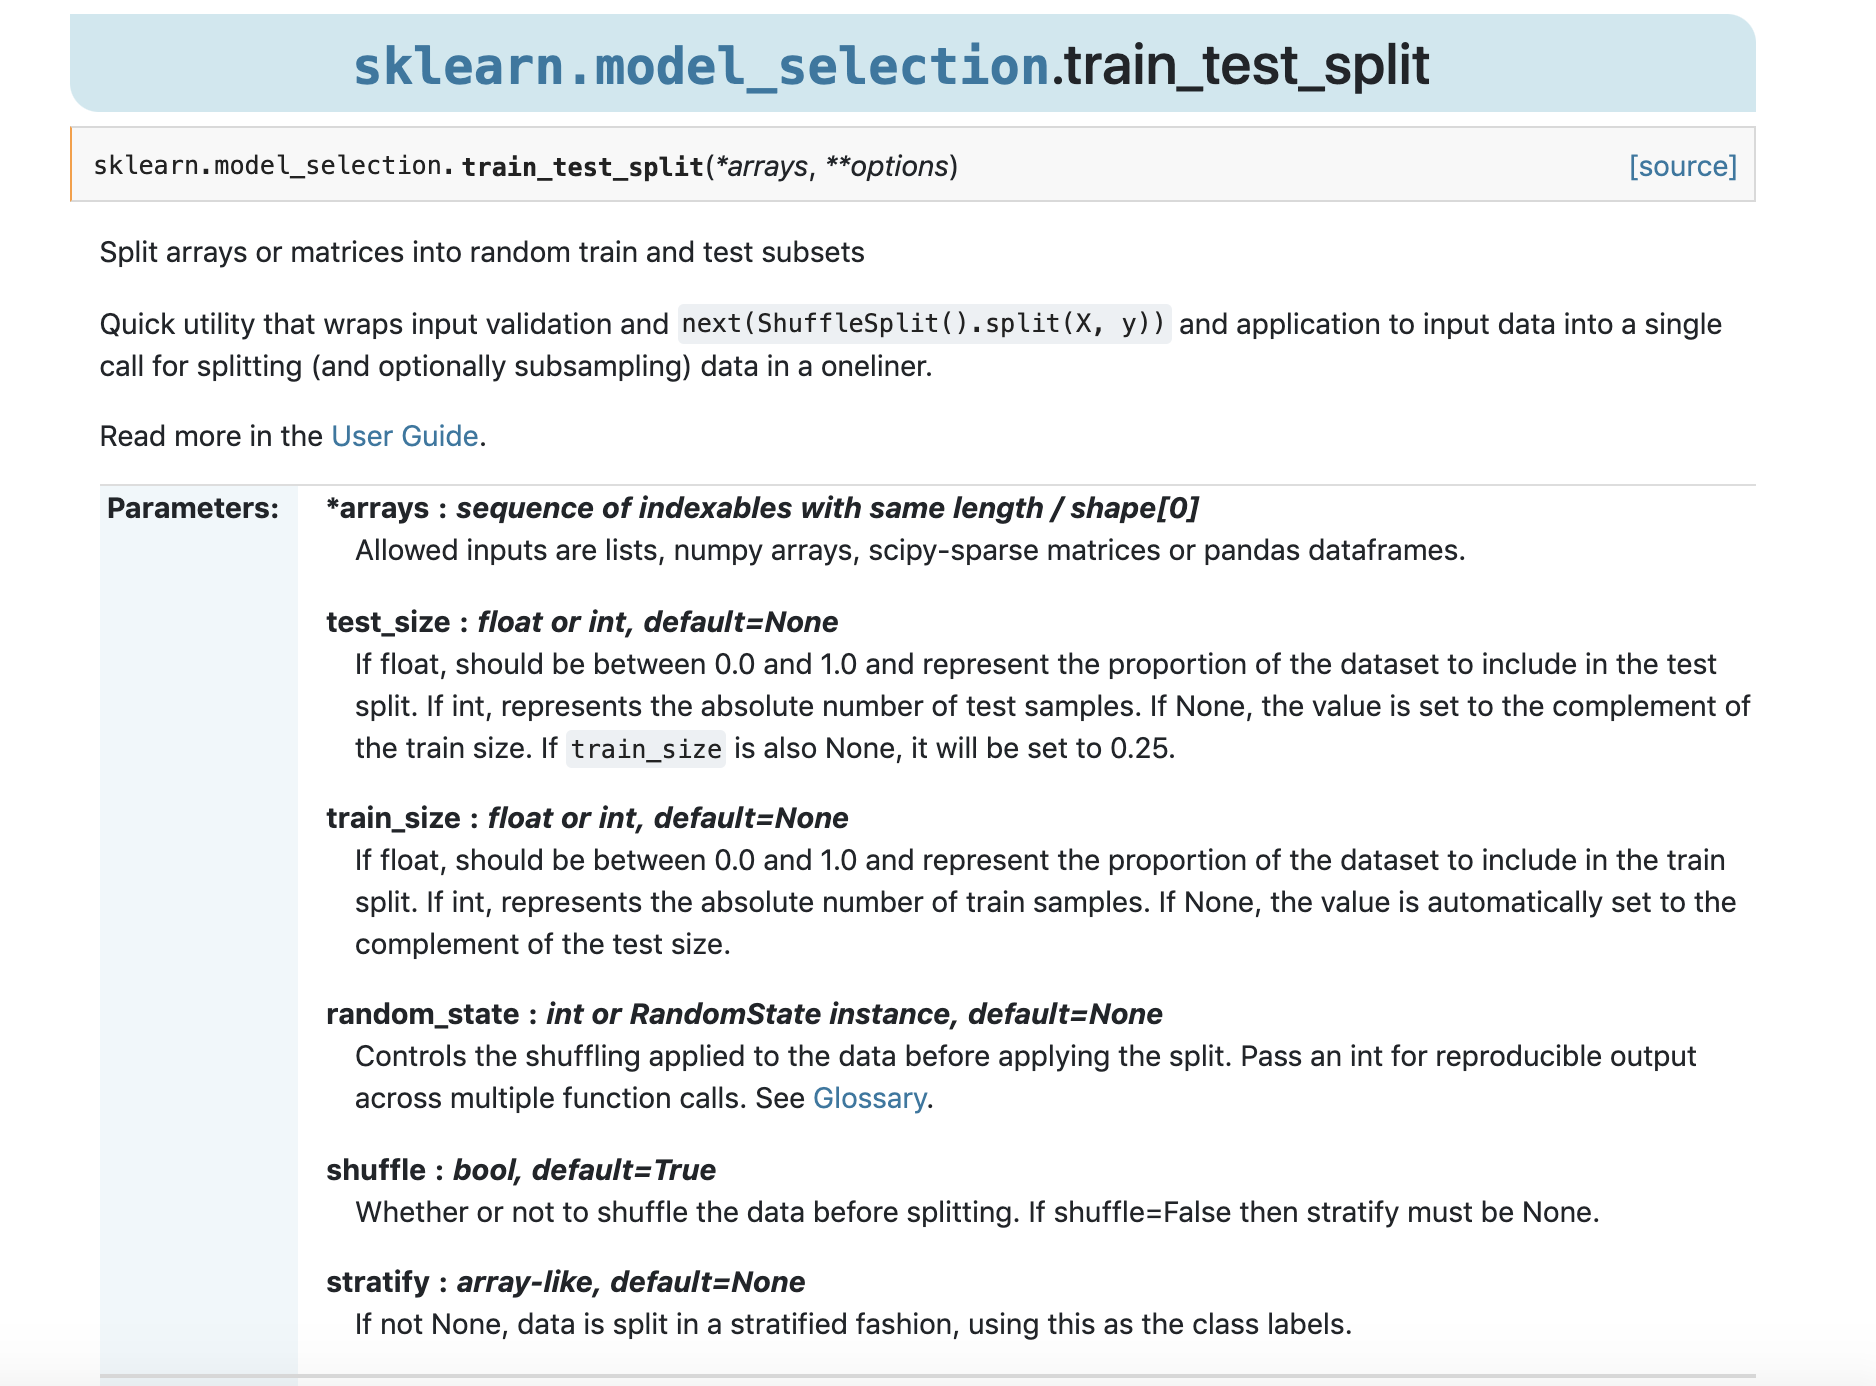 sklearn.model_selection.train_test_split
sklearn.model_selection.train_test_split(*arrays, **options) [source]
Split arrays or matrices into random train and test subsets
Quick utility that wraps input validation and next(ShuffleSplit().split(X, y)) and application to input data into a single
call for splitting (and optionally subsampling) data in a oneliner.
Read more in the User Guide.
Parameters: *arrays : sequence of indexables with same length / shape[0]
Allowed inputs are lists, numpy arrays, scipy-sparse matrices or pandas dataframes.
test_size : float or int, default=None
If float, should be between 0.0 and 1.0 and represent the proportion of the dataset to include in the test
split. If int, represents the absolute number of test samples. If None, the value is set to the complement of
the train size. If train_size is also None, it will be set to 0.25.
train_size : float or int, default=None
If float, should be between 0.0 and 1.0 and represent the proportion of the dataset to include in the train
split. If int, represents the absolute number of train samples. If None, the value is automatically set to the
complement of the test size.
random_state : int or RandomState instance, default=None
Controls the shuffling applied to the data before applying the split. Pass an int for reproducible output
across multiple function calls. See Glossary.
shuffle : bool, default=True
Whether or not to shuffle the data before splitting. If shuffle=False then stratify must be None.
stratify : array-like, default=None
If not None, data is split in a stratified fashion, using this as the class labels.